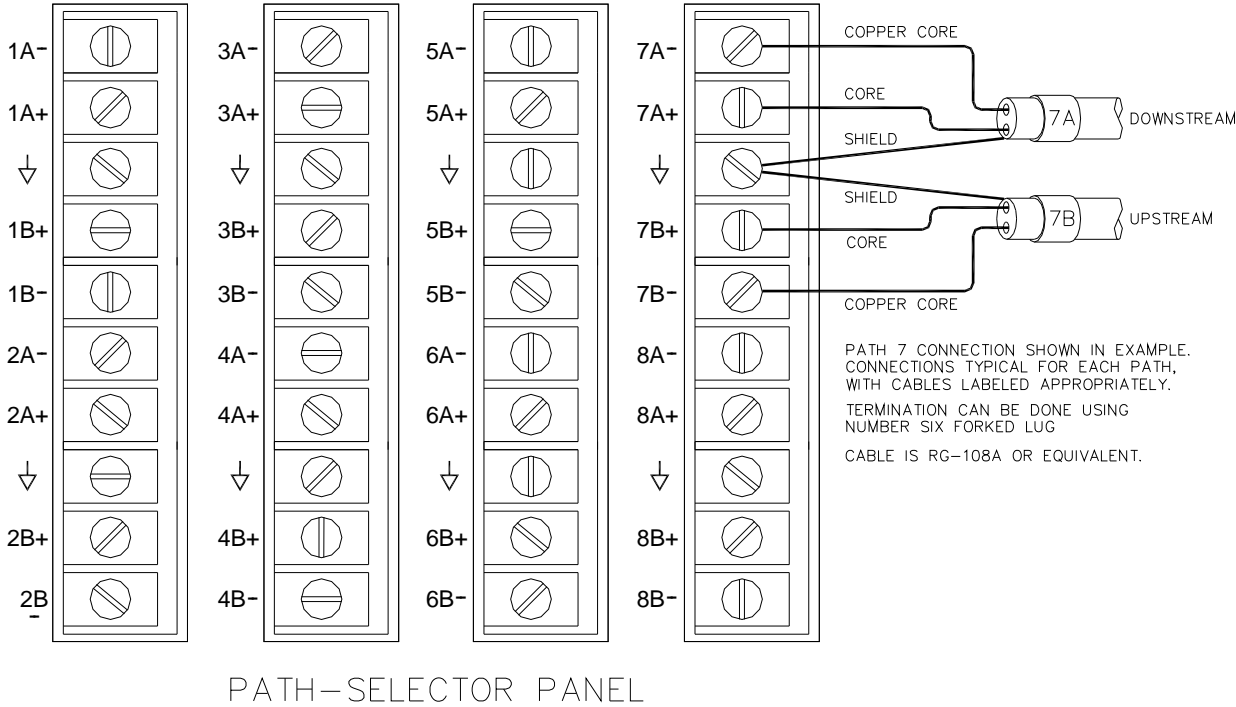 1A-
1A+
1B+
1B-
2A-
2A+
2B+
2B
-
3A-
3A+
3B+
3B-
4A-
4A+
4B+
4B-
5A-
5A+
5B+
5B-
6A-
6A+
6B+
6B-
7A-
7A+
7B+
7B-
8A-
8A+
8B+
8B-
COPPER CORE
CORE
SHIELD
SHIELD
CORE
COPPER CORE
7A
DOWNSTREAM
7B
UPSTREAM
PATH 7 CONNECTION SHOWN IN EXAMPLE.
CONNECTIONS TYPICAL FOR EACH PATH,
WITH CABLES LABELED APPROPRIATELY.
TERMINATION CAN BE DONE USING
NUMBER SIX FORKED LUG
CABLE IS RG-108A OR EQUIVALENT.
PATH-SELECTOR PANEL